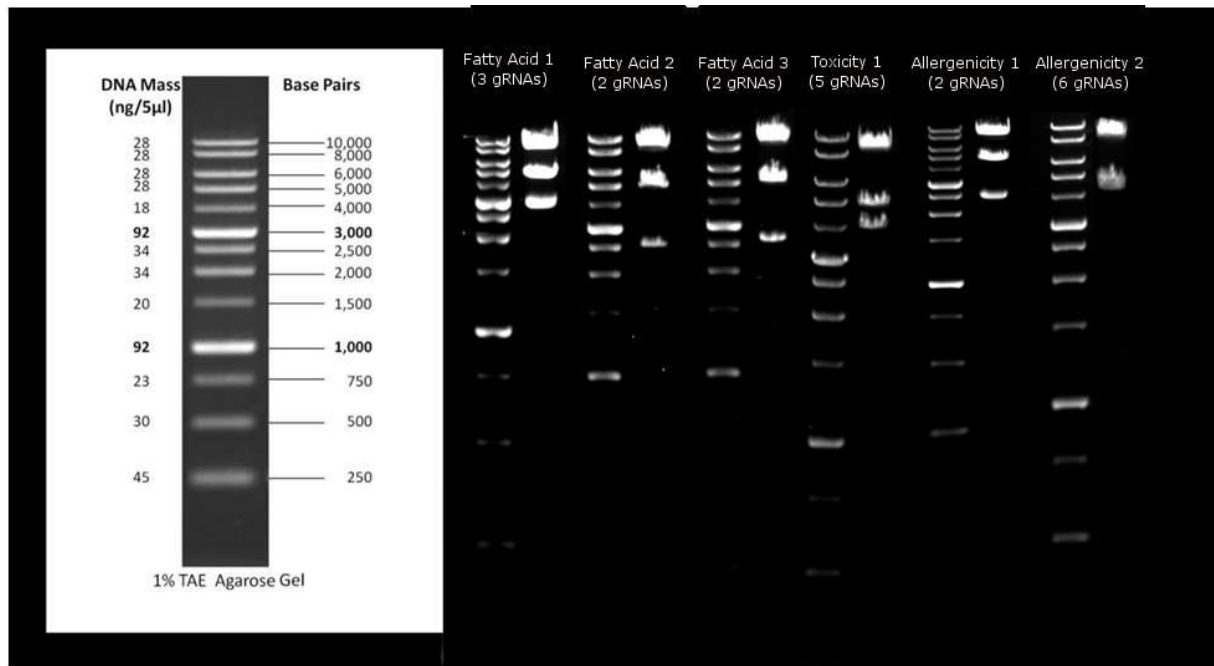 Fatty Acid 1
(3 gRNAs)
Fatty Acid 2
(2 gRNAs)
Fatty Acid 3
(2 gRNAs)
Toxicity 1
(5 gRNAs)
Allergenicity 1
(2 gRNAs)
Allergenicity 2
(6 gRNAs)
DNA Mass
(ng/5µl)
Base Pairs
28 10,000
28 8,000
28 6,000
28 5,000
18 4,000
92 3,000
34 2,500
34 2,000
20 1,500
92 1,000
23 750
30 500
45 250
1% TAE Agarose Gel